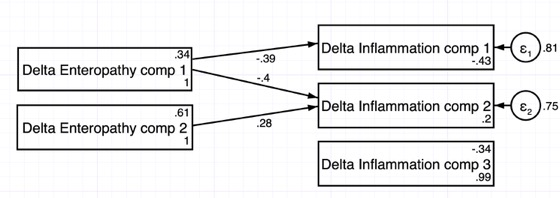 .34
Delta Enteropathy comp 1
1
.61
Delta Enteropathy comp 2
1
-.39
-.4
.28
Delta Inflammation comp 1
-.43
ε1 .81
Delta Inflammation comp 2
.2
ε2 .75
-.34
Delta Inflammation comp 3
.99